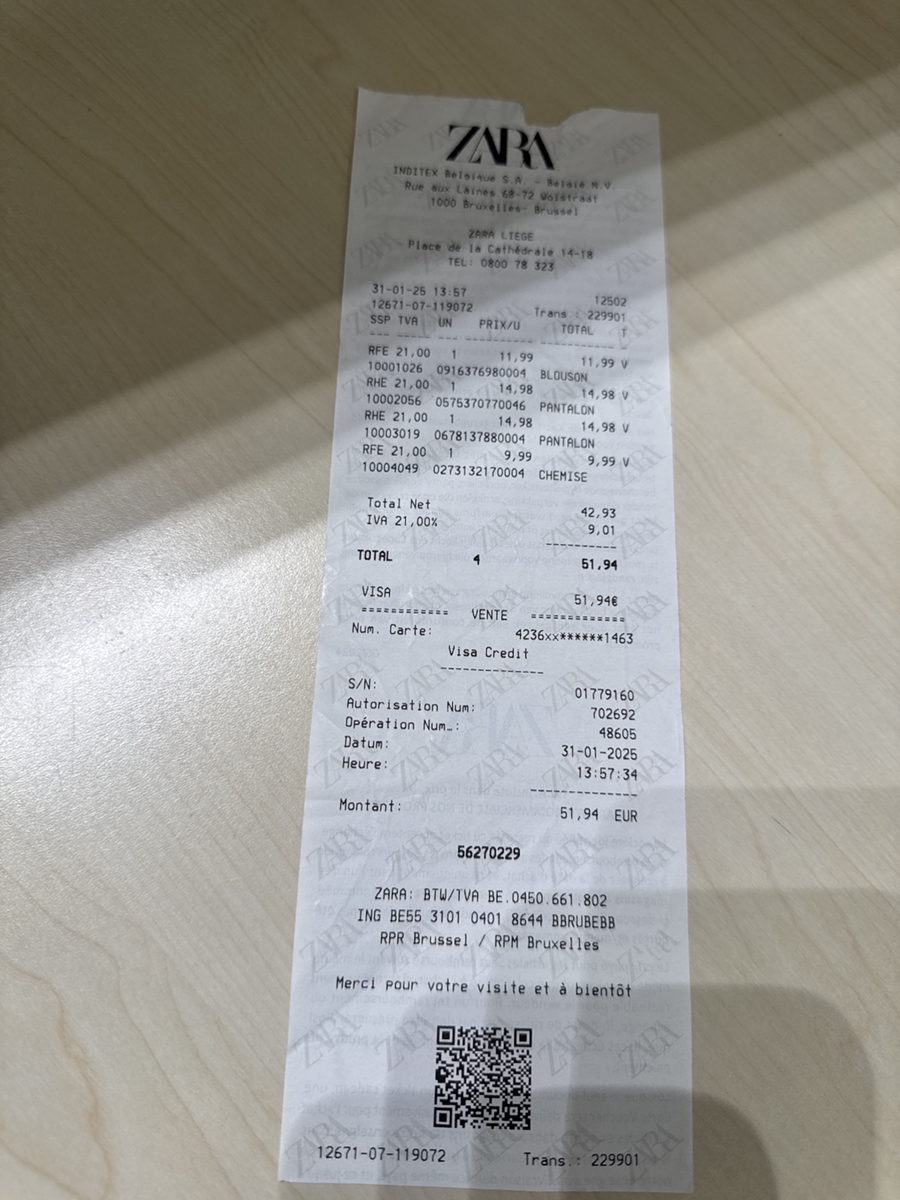 ZARA
INDITEX Belgique S.A. - België N.V.
Rue aux Laines 68-72 Wolstraat
1000 Bruxelles- Brussel
ZARA LIEGE
Place de la Cathédrale 14-18
TEL: 0800 78 323
31-01-25 13:57 12502
12671-07-119072 Trans.: 229901
SSP TVA UN PRIX/U TOTAL T
--- ----- --- ---------- ---------- -
RFE 21,00 1 11,99 11,99 V
10001026 0916376980004 BLOUSON
RHE 21,00 1 14,98 14,98 V
10002056 0575370770046 PANTALON
RHE 21,00 1 14,98 14,98 V
10003019 0678137880004 PANTALON
RFE 21,00 1 9,99 9,99 V
10004049 0273132170004 CHEMISE
Total Net 42,93
IVA 21,00% 9,01
----------
TOTAL 4 51,94
VISA 51,94€
============ VENTE =============
Num. Carte: 4236xx******1463
Visa Credit
--------------
S/N: 01779160
Autorisation Num: 702692
Opération Num_: 48605
Datum: 31-01-2025
Heure: 13:57:34
--------------
Montant: 51,94 EUR
56270229
ZARA: BTW/TVA BE.0450.661.802
ING BE55 3101 0401 8644 BBRUBEBB
RPR Brussel / RPM Bruxelles
Merci pour votre visite et à bientôt
12671-07-119072 Trans.: 229901